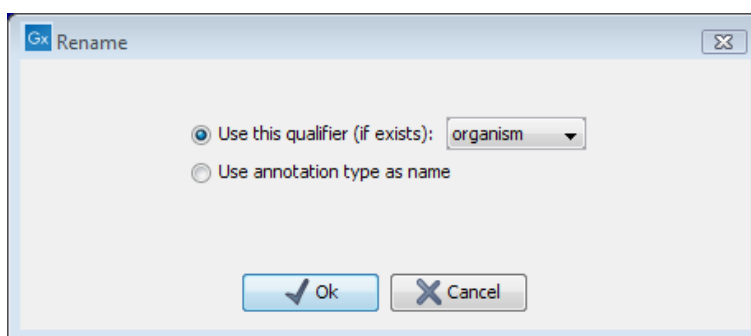 Gx Rename
Use this qualifier (if exists): organism
Use annotation type as name
Ok Cancel